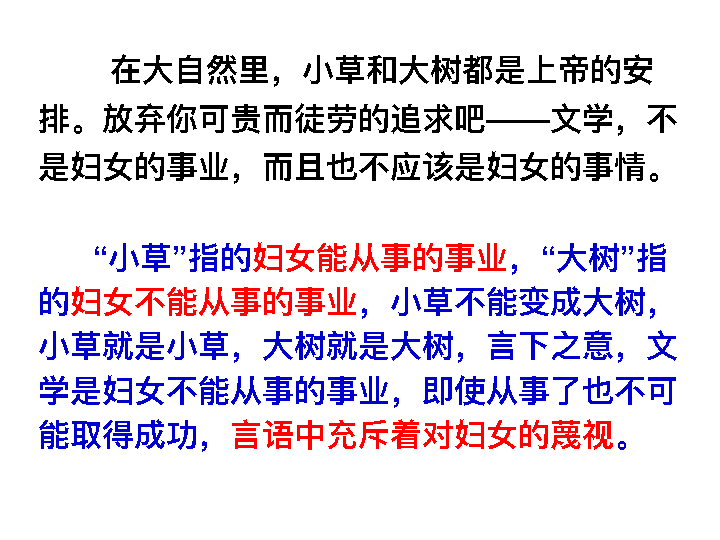 在大自然里，小草和大树都是上帝的安
排。放弃你可贵而徒劳的追求吧——文学，不
是妇女的事业，而且也不应该是妇女的事情。
“小草”指的妇女能从事的事业，“大树”指
的妇女不能从事的事业，小草不能变成大树，
小草就是小草，大树就是大树，言下之意，文
学是妇女不能从事的事业，即使从事了也不可
能取得成功，言语中充斥着对妇女的蔑视。